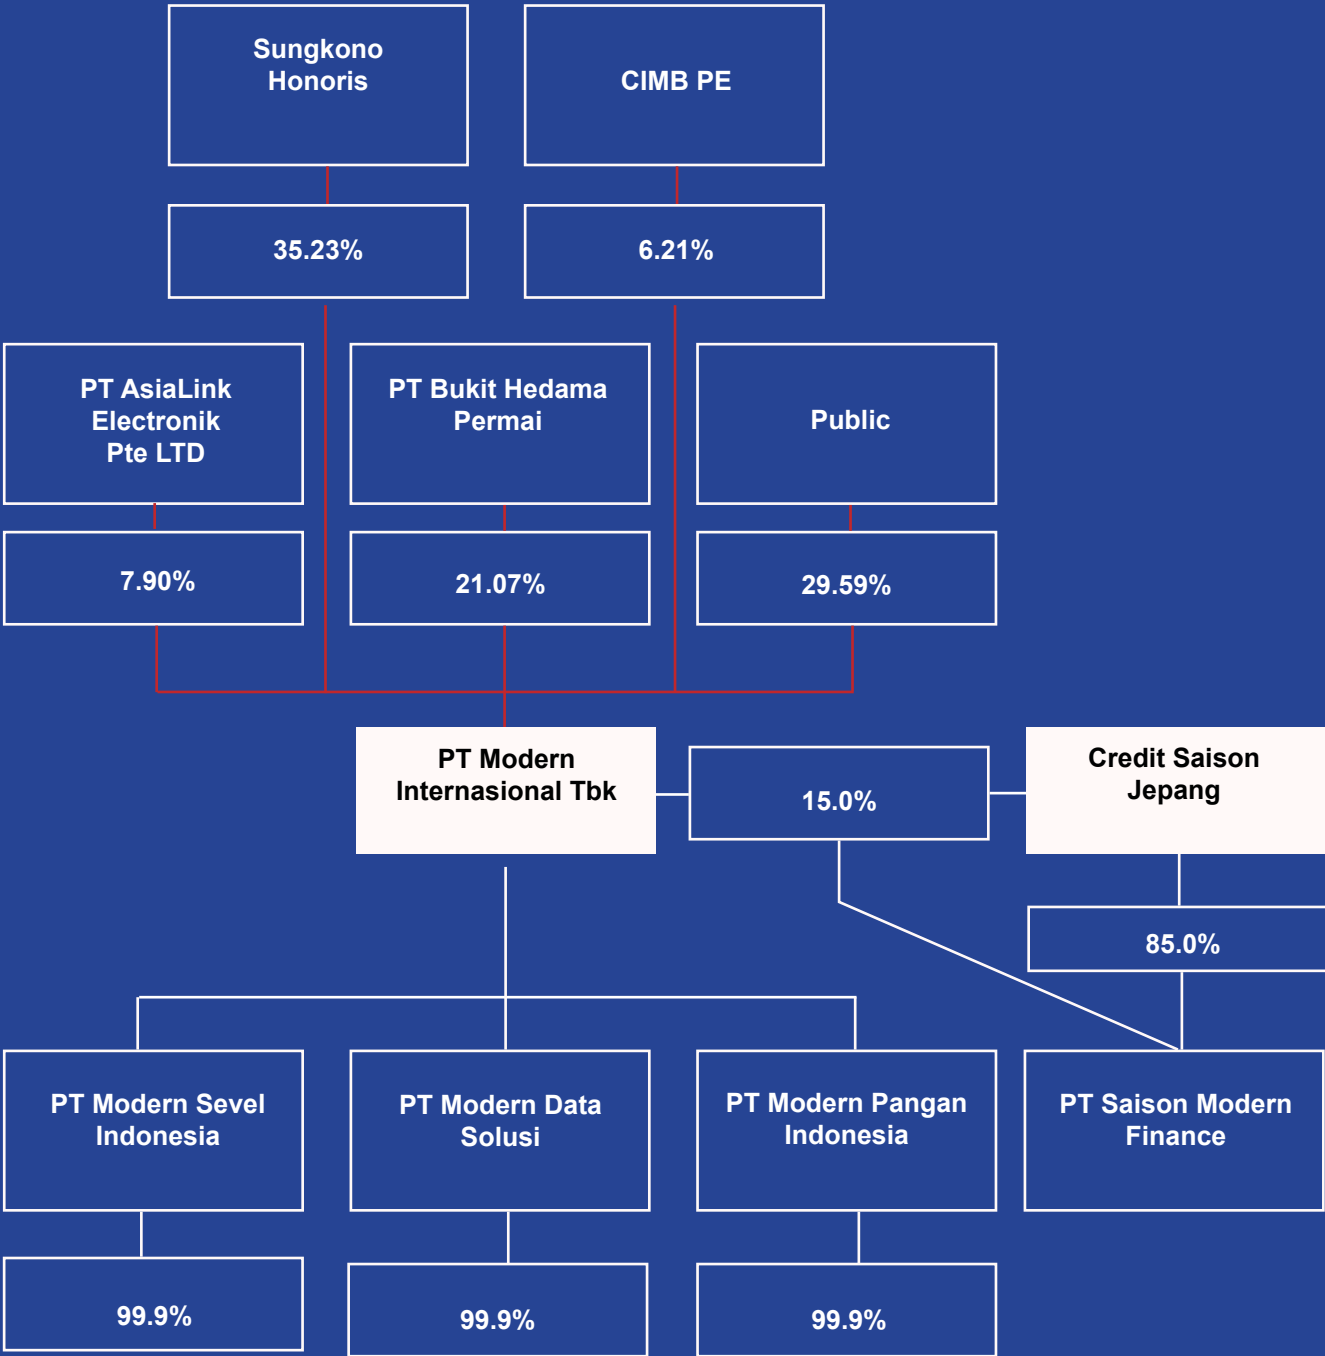 Sungkono
Honoris
CIMB PE
35.23%
6.21%
PT AsiaLink
Electronik
Pte LTD
PT Bukit Hedama
Permai
Public
7.90%
21.07%
29.59%
PT Modern
Internasional Tbk
15.0%
Credit Saison
Jepang
85.0%
PT Modern Sevel
Indonesia
PT Modern Data
Solusi
PT Modern Pangan
Indonesia
PT Saison Modern
Finance
99.9%
99.9%
99.9%